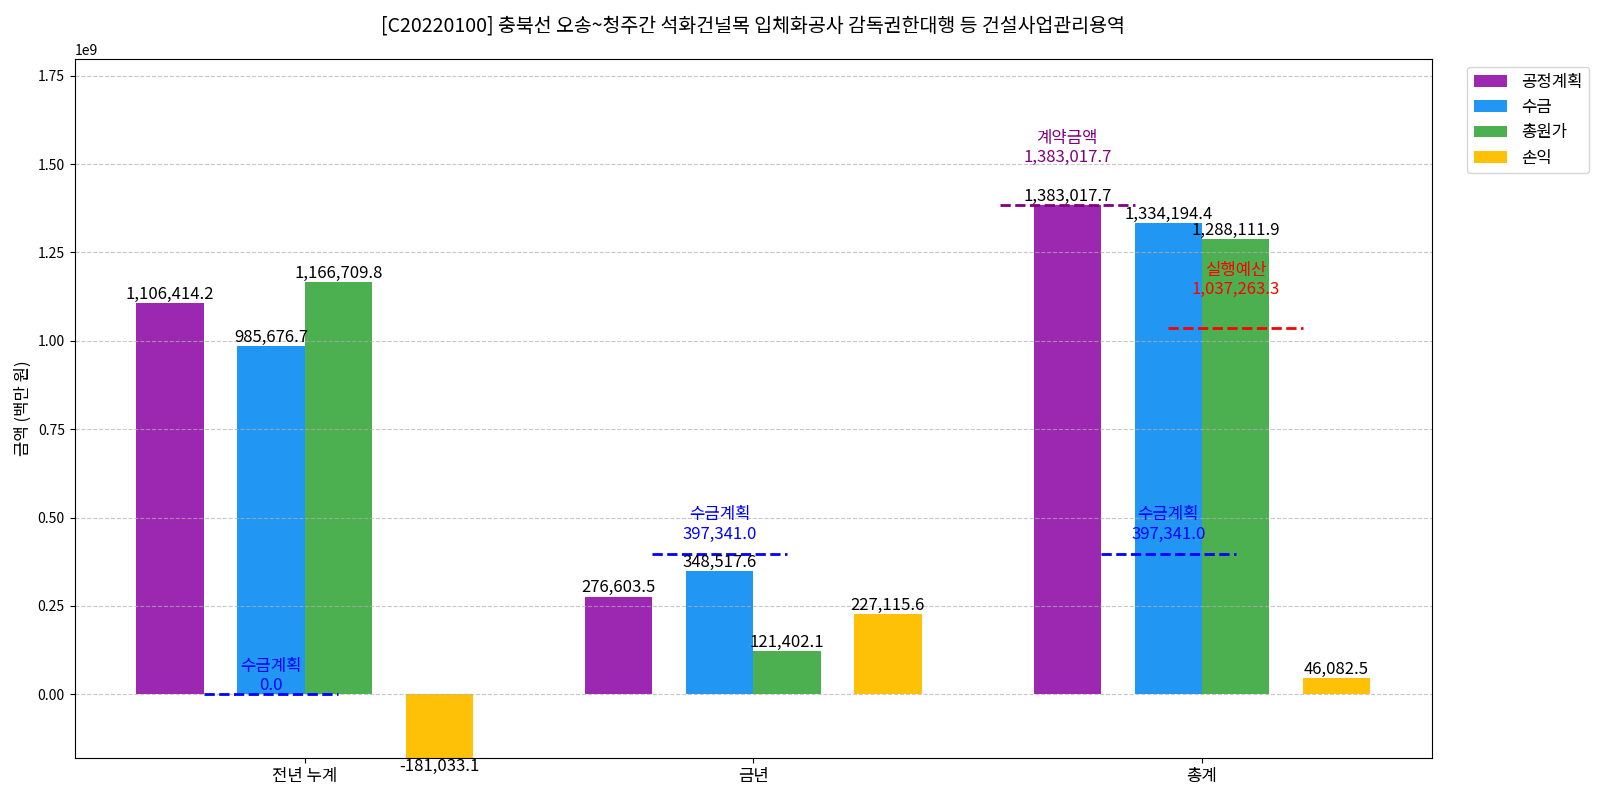 [C20220100] 충북선 오송~청주간 석화건널목 입체화공사 감독권한대행 등 건설사업관리용역
1e9
1.75
1.50
1.25
1.00
0.75
0.50
0.25
0.00
금액 (백만 원)
1,106,414.2
985,676.7
1,166,709.8
수금계획
0.0
-181,033.1
276,603.5
수금계획
397,341.0
348,517.6
121,402.1
227,115.6
계약금액
1,383,017.7
1,383,017.7
1,334,194.4
1,288,111.9
실행예산
1,037,263.3
수금계획
397,341.0
46,082.5
전년 누계
금년
총계
공정계획
수금
총원가
손익